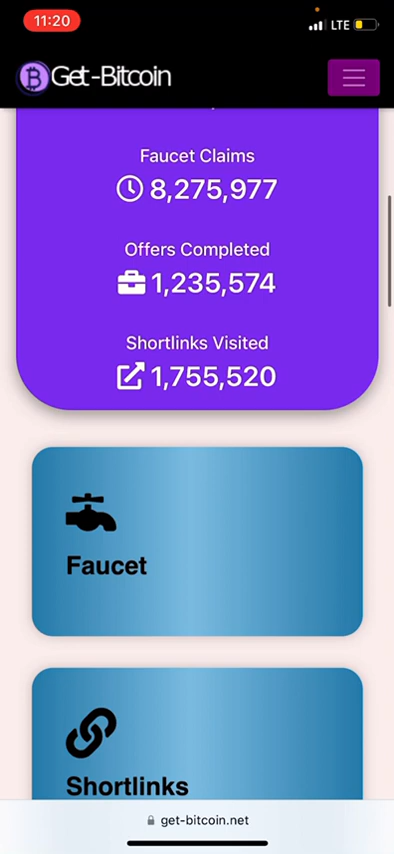 11:20
LTE
Get-Bitcoin
Faucet Claims
8,275,977
Offers Completed
1,235,574
Shortlinks Visited
1,755,520
Faucet
Shortlinks
get-bitcoin.net